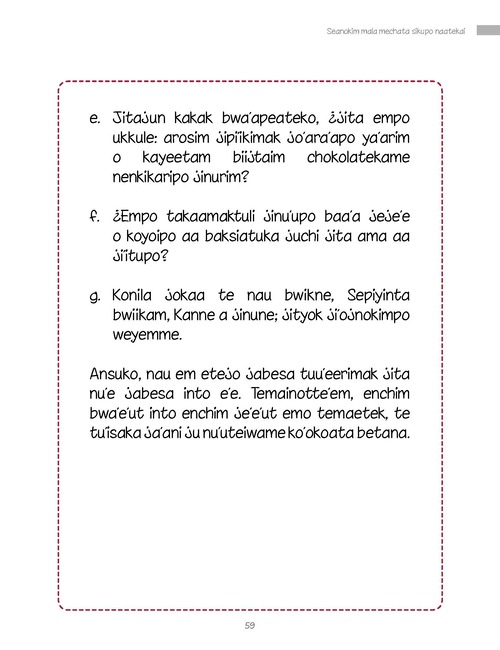 Seanokim mala mechata sikupo naatekai
e. Jitajun kakak bwa'apeateko, ¿jita empo
ukkule: arosim jipi'ikimak jo'ara'apo ya'arim
o kayeetam biijtaim chokolatekame
nenkikaripo jinurim?
f. ¿Empo takaamaktuli jinu'upo baa'a jeje'e
o koyoipo aa baksiatuka juchi jita ama aa
ji'itupo?
g. Konila jokaa te nau bwikne, Sepiyinta
bwiikam, Kanne a jinune; jityok ji'ojnokimpo
weyemme.
Ansuko, nau em etejo jabesa tuu'eerimak jita
nu'e jabesa into e'e. Temainotte'em, enchim
bwa'e'ut into enchim je'e'ut emo temaetek, te
tu'isaka ja'ani ju nu'uteiwame ko'okoata betana.
59